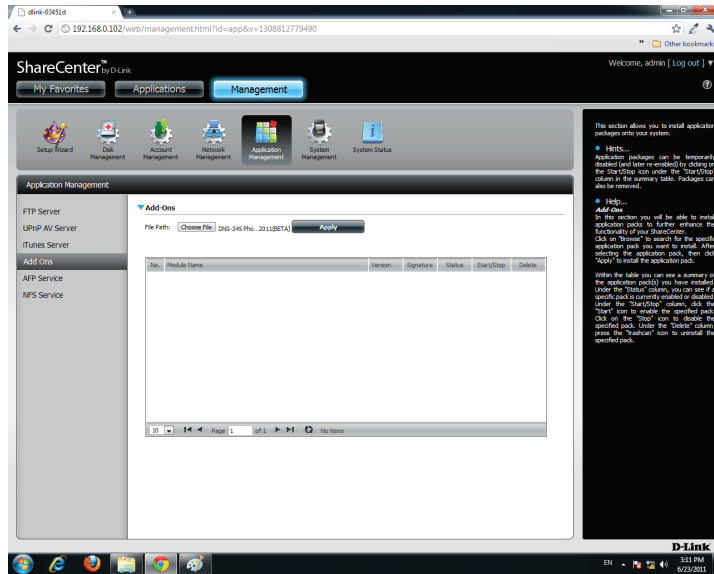 dlink-03451d
192.168.0.102/web/management.html?id=app&v=1308812779490
Other bookmarks
ShareCenter™ by D-Link
Welcome, admin [ Log out ]
My Favorites
Applications
Management
Setup Wizard
Disk Management
Account Management
Network Management
Application Management
System Management
System Status
Application Management
FTP Server
UPnP AV Server
iTunes Server
Add Ons
AFP Service
NFS Service
Add-Ons
File Path: Choose File DNS-345 Pho...2011(BETA) Apply
No. Module Name Version Signature Status Start/Stop Delete
10 Page 1 of 1 No items
This section allows you to install application
packages onto your system.
Hints...
Application packages can be temporarily
disabled (and later re-enabled) by clicking on
the Start/Stop icon under the "Start/Stop"
column in the summary table. Packages can
also be removed.
Help...
Add-Ons
In this section you will be able to install
application packs to further enhance the
functionality of your ShareCenter.
Click on "Browse" to search for the specific
application pack you want to install. After
selecting the application pack, then click
"Apply" to install the application pack.
Within the table you can see a summary of
the application pack(s) you have installed.
Under the "Status" column, you can see if a
specific pack is currently enabled or disabled.
Under the "Start/Stop" column, click the
"Start" icon to enable the specified pack.
Click on the "Stop" icon to disable the
specified pack. Under the "Delete" column,
press the "trashcan" icon to uninstall the
specified pack.
D-Link
EN
3:11 PM
6/23/2011